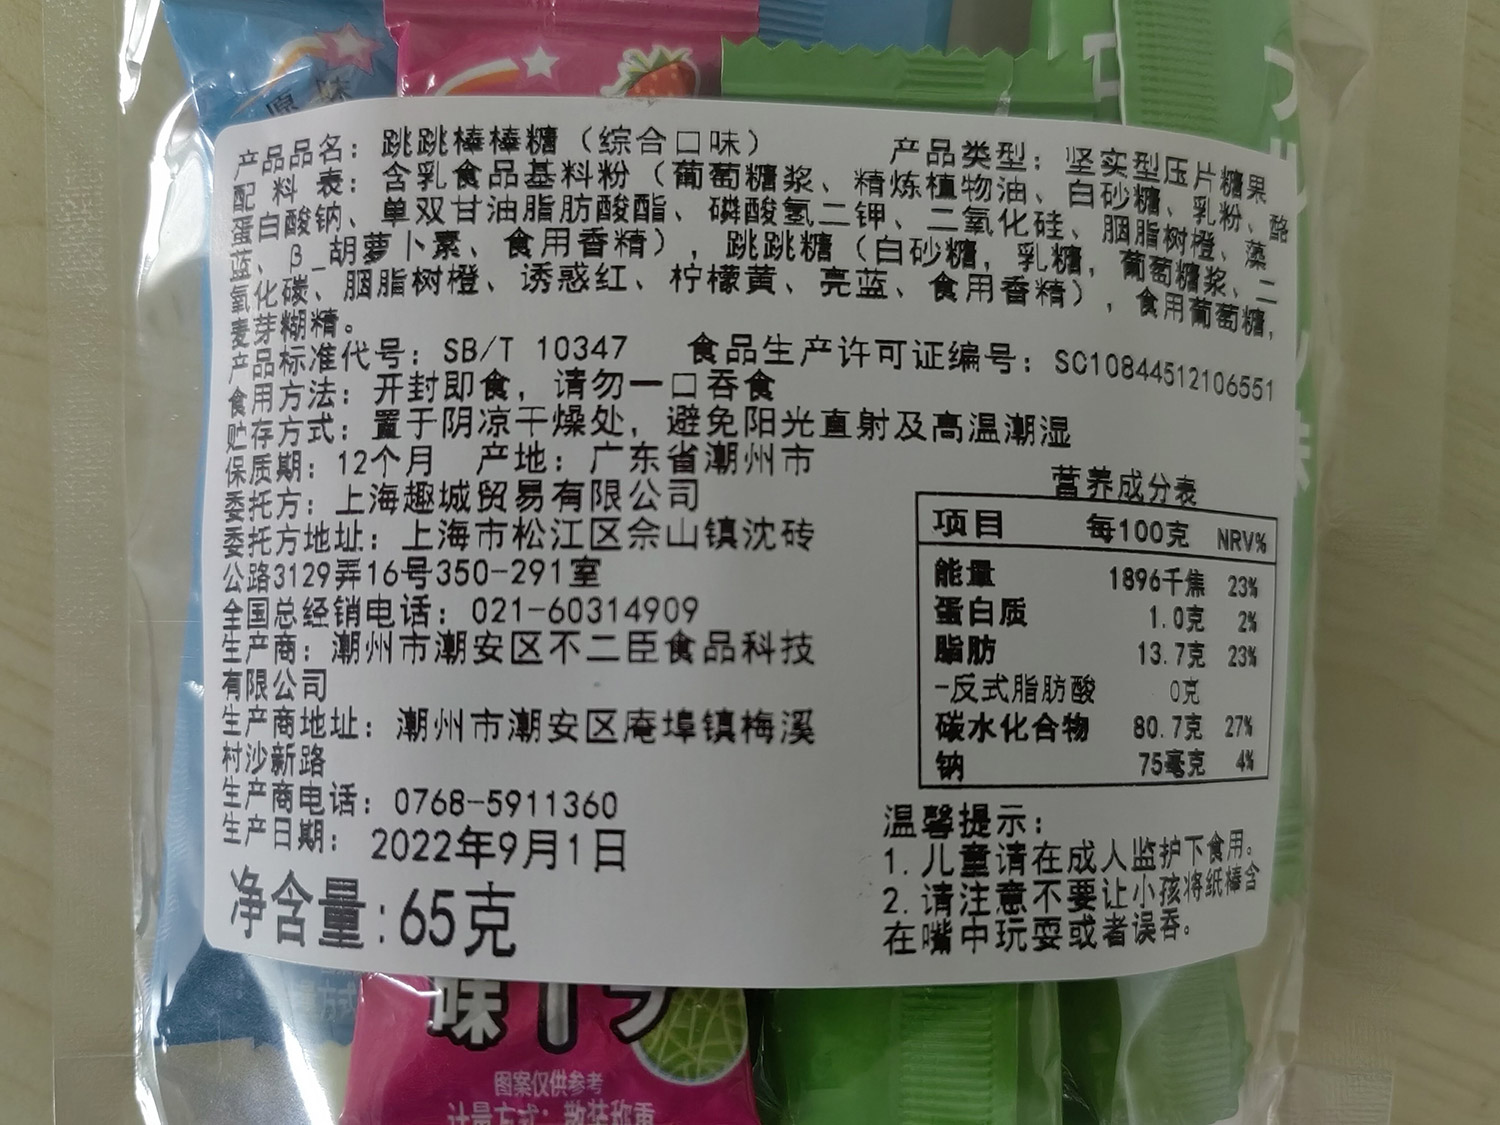 原味
产品品名：跳跳棒棒糖（综合口味） 产品类型：坚实型压片糖果
配料表：含乳食品基料粉（葡萄糖浆、精炼植物油、白砂糖、乳粉、酪
蛋白酸钠、单双甘油脂肪酸酯、磷酸氢二钾、二氧化硅、胭脂树橙、藻
蓝、β_胡萝卜素、食用香精），跳跳糖（白砂糖，乳糖，葡萄糖浆、二
氧化碳、胭脂树橙、诱惑红、柠檬黄、亮蓝、食用香精），食用葡萄糖，
麦芽糊精。
产品标准代号：SB/T 10347 食品生产许可证编号：SC10844512106551
食用方法：开封即食，请勿一口吞食
贮存方式：置于阴凉干燥处，避免阳光直射及高温潮湿
保质期：12个月 产地：广东省潮州市
委托方：上海趣城贸易有限公司
委托方地址：上海市松江区佘山镇沈砖
公路3129弄16号350-291室
全国总经销电话：021-60314909
生产商：潮州市潮安区不二臣食品科技
有限公司
生产商地址：潮州市潮安区庵埠镇梅溪
村沙新路
生产商电话：0768-5911360
生产日期：2022年9月1日
净含量：65克
营养成分表
项目 每100克 NRV%
能量 1896千焦 23%
蛋白质 1.0克 2%
脂肪 13.7克 23%
-反式脂肪酸 0克
碳水化合物 80.7克 27%
钠 75毫克 4%
温馨提示：
1.儿童请在成人监护下食用。
2.请注意不要让小孩将纸棒含
在嘴中玩耍或者误吞。
味
图案仅供参考
计量方式：散装称重